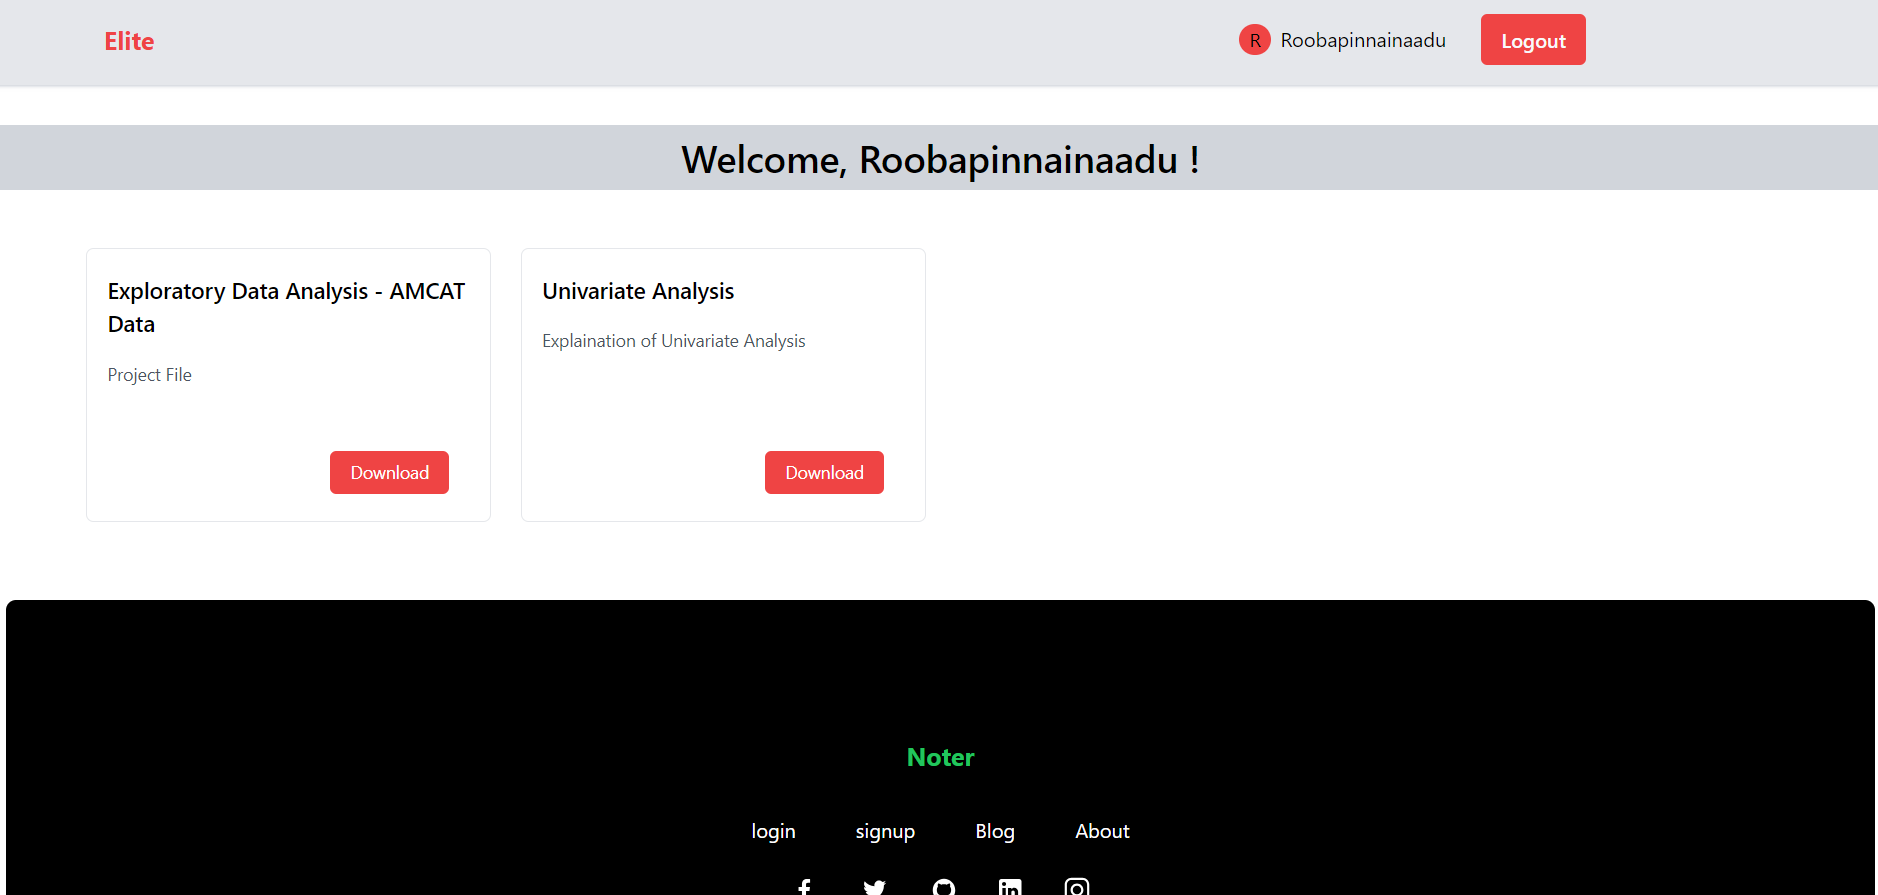 Elite
R Roobapinnainaadu Logout
Welcome, Roobapinnainaadu !
Exploratory Data Analysis - AMCAT
Data
Project File
Download
Univariate Analysis
Explaination of Univariate Analysis
Download
Noter
login signup Blog About